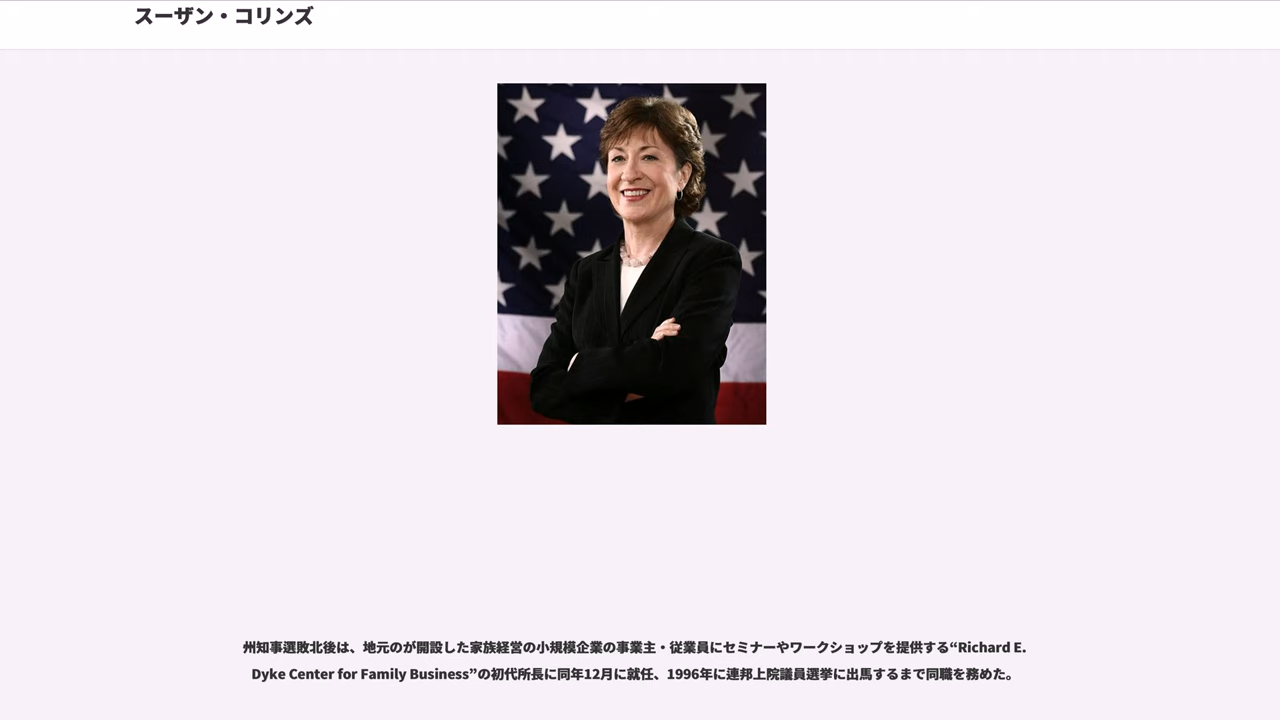 スーザン・コリンズ
州知事選敗北後は、地元のが開設した家族経営の小規模企業の事業主・従業員にセミナーやワークショップを提供する“Richard E.
Dyke Center for Family Business”の初代所長に同年12月に就任、1996年に連邦上院議員選挙に出馬するまで同職を務めた。